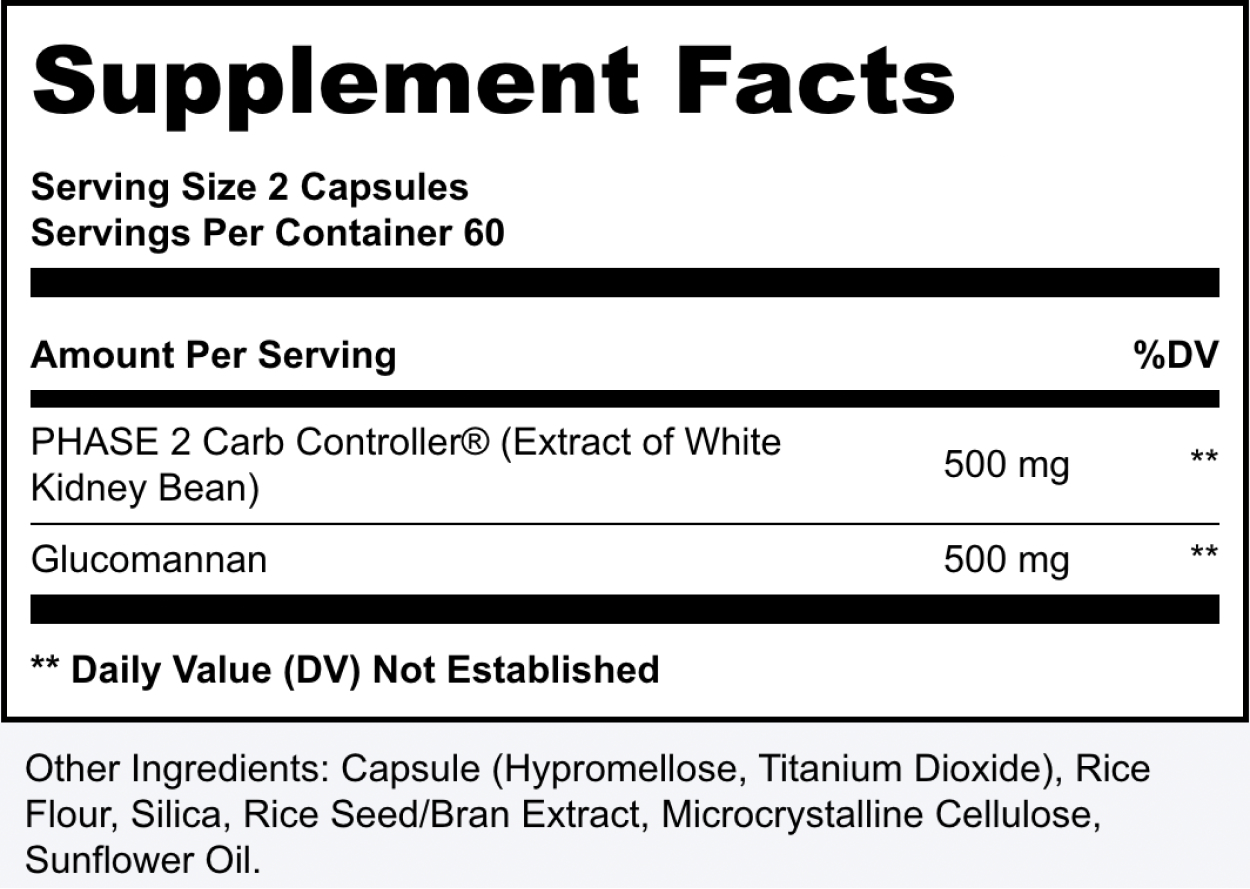 Supplement Facts
Serving Size 2 Capsules
Servings Per Container 60
Amount Per Serving %DV
PHASE 2 Carb Controller® (Extract of White
Kidney Bean) 500 mg **
Glucomannan 500 mg **
** Daily Value (DV) Not Established
Other Ingredients: Capsule (Hypromellose, Titanium Dioxide), Rice
Flour, Silica, Rice Seed/Bran Extract, Microcrystalline Cellulose,
Sunflower Oil.